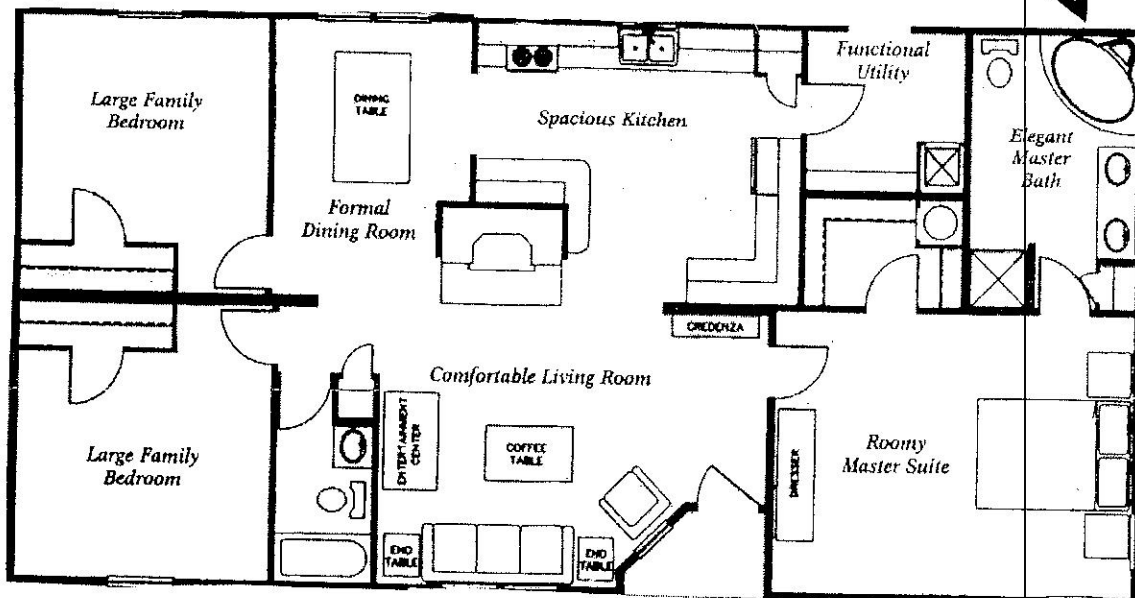 Large Family
Bedroom
DINING
TABLE
Formal
Dining Room
Spacious Kitchen
Functional
Utility
Elegant
Master
Bath
CREDENZA
Comfortable Living Room
Large Family
Bedroom
ENTERTAINMENT
CENTER
COFFEE
TABLE
END
TABLE
END
TABLE
DRESSER
Roomy
Master Suite